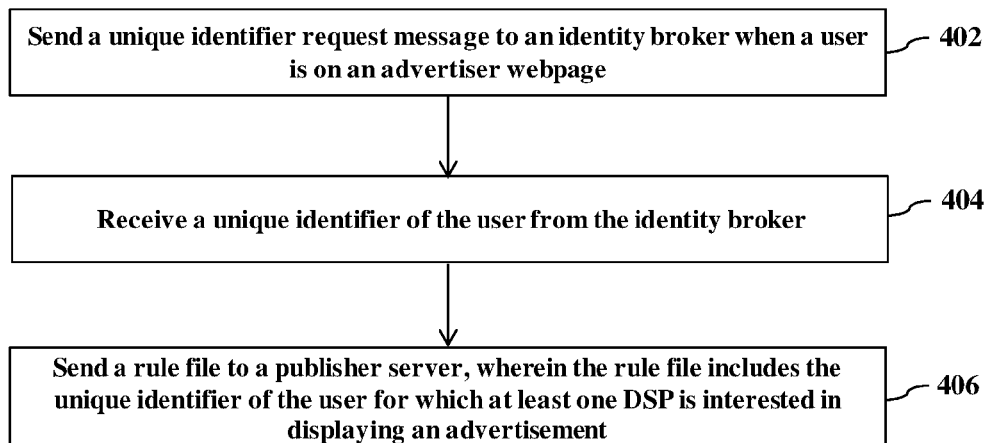 Send a unique identifier request message to an identity broker when a user
is on an advertiser webpage
402
Receive a unique identifier of the user from the identity broker
404
Send a rule file to a publisher server, wherein the rule file includes the
unique identifier of the user for which at least one DSP is interested in
displaying an advertisement
406